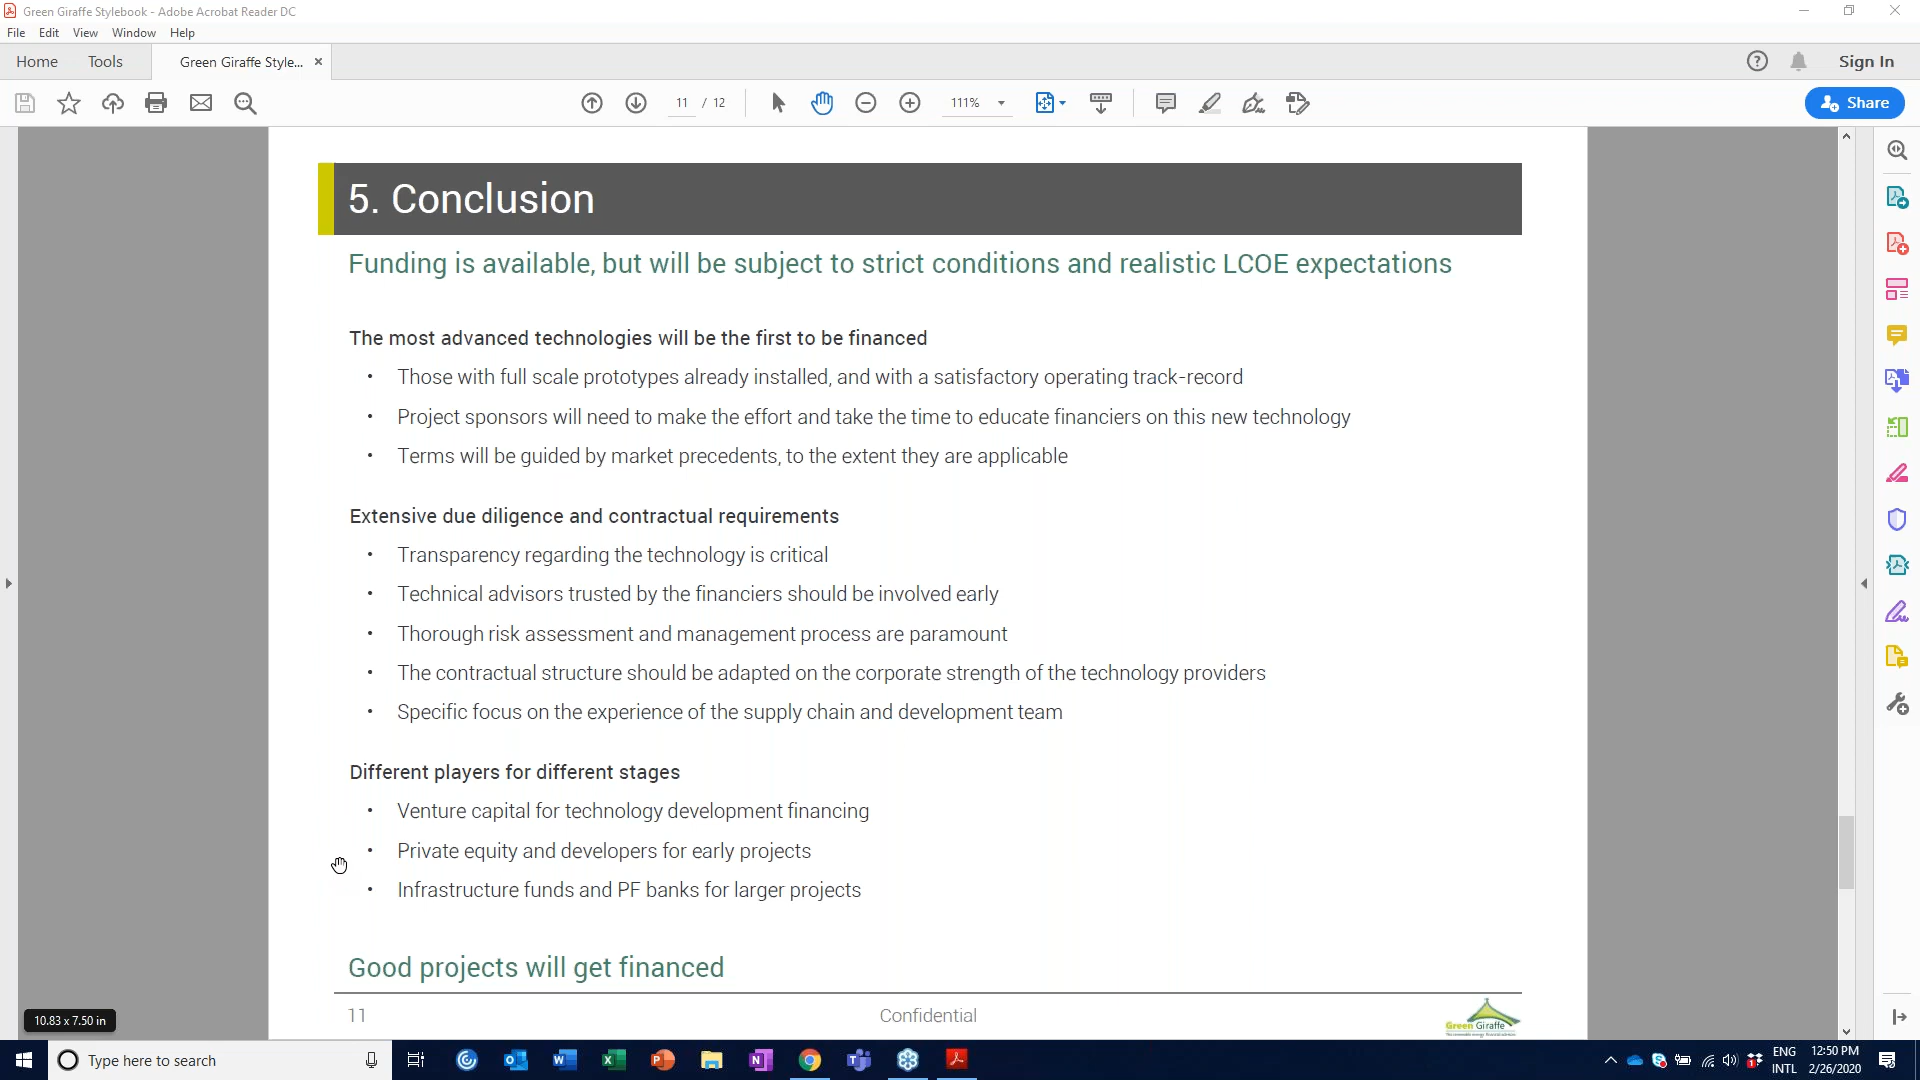 Green Giraffe Stylebook - Adobe Acrobat Reader DC
File Edit View Window Help
Home Tools Green Giraffe Style... Sign In
11 / 12 111% Share
5. Conclusion
Funding is available, but will be subject to strict conditions and realistic LCOE expectations
The most advanced technologies will be the first to be financed
• Those with full scale prototypes already installed, and with a satisfactory operating track-record
• Project sponsors will need to make the effort and take the time to educate financiers on this new technology
• Terms will be guided by market precedents, to the extent they are applicable
Extensive due diligence and contractual requirements
• Transparency regarding the technology is critical
• Technical advisors trusted by the financiers should be involved early
• Thorough risk assessment and management process are paramount
• The contractual structure should be adapted on the corporate strength of the technology providers
• Specific focus on the experience of the supply chain and development team
Different players for different stages
• Venture capital for technology development financing
• Private equity and developers for early projects
• Infrastructure funds and PF banks for larger projects
Good projects will get financed
11 Confidential
Green Giraffe
10.83 x 7.50 in
Type here to search
ENG 12:50 PM
INTL 2/26/2020